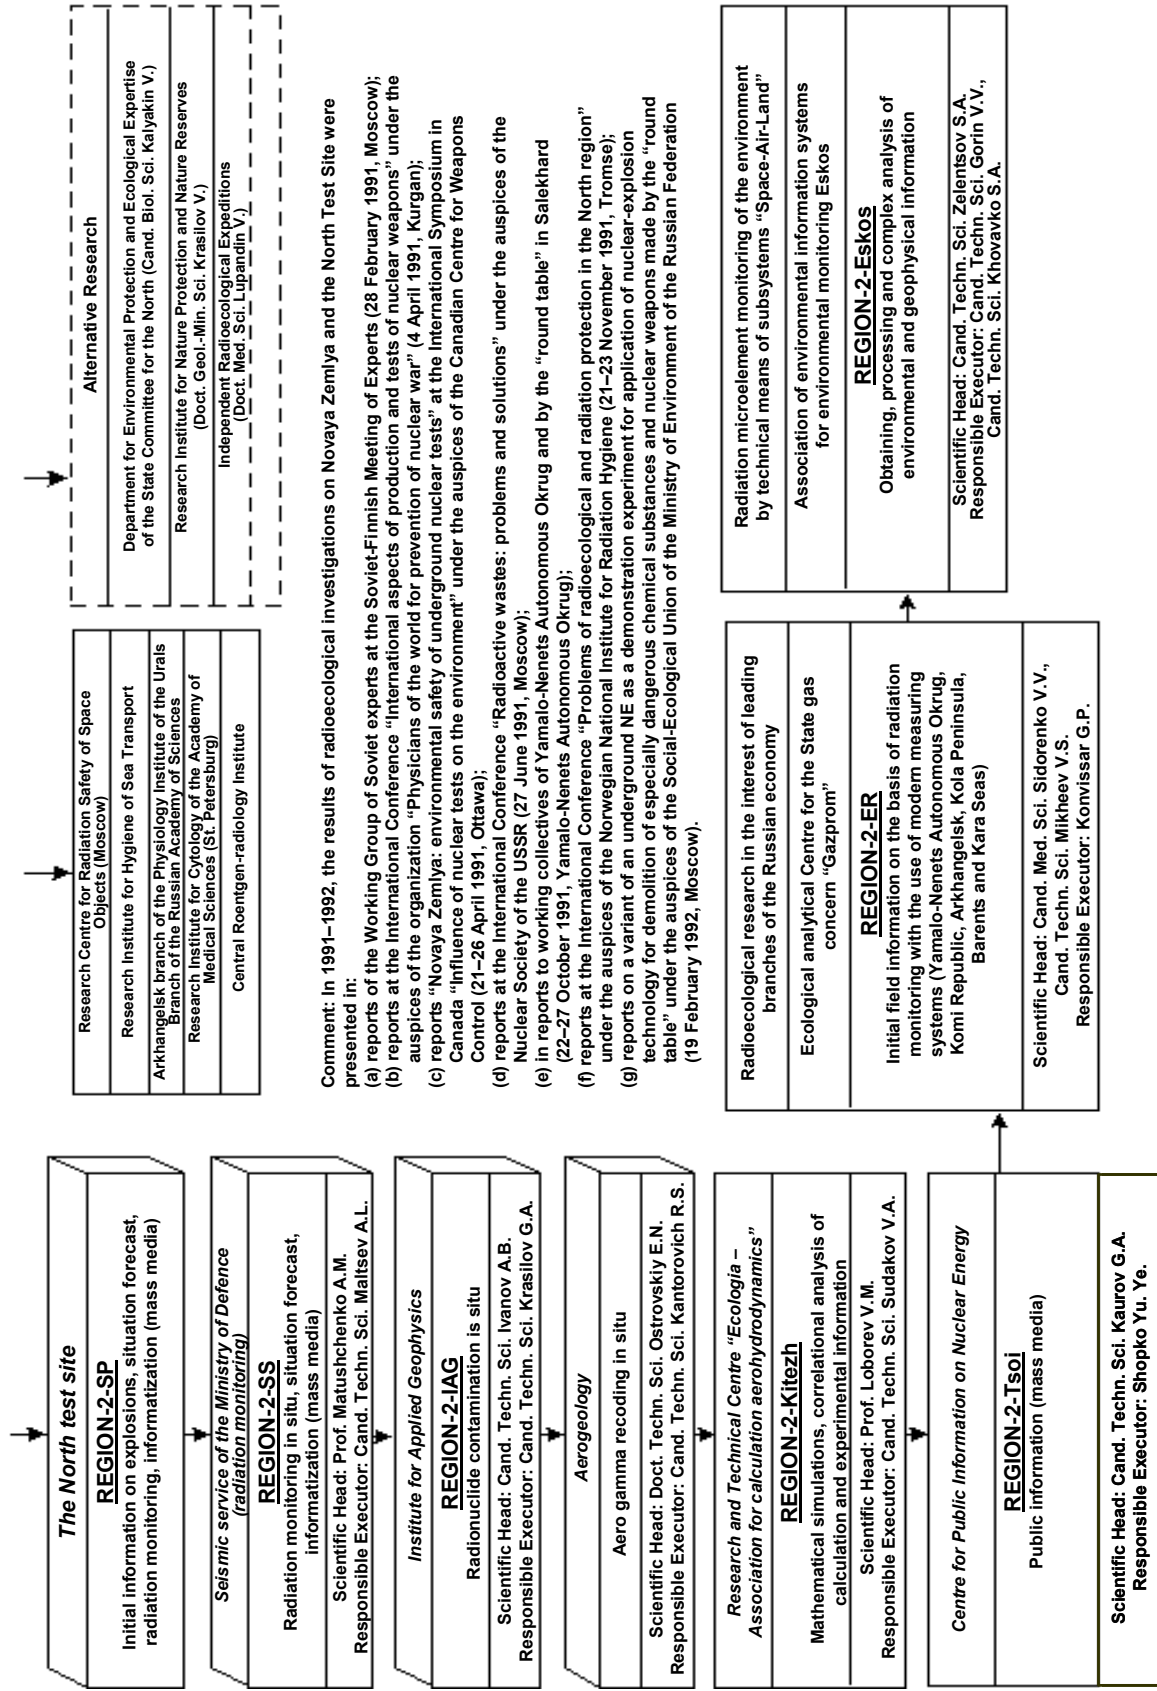 The North test site
REGION-2-SP
Initial information on explosions, situation forecast,
radiation monitoring, informatization (mass media)
Seismic service of the Ministry of Defence
(radiation monitoring)
REGION-2-SS
Radiation monitoring in situ, situation forecast,
informatization (mass media)
Scientific Head: Prof. Matushchenko A.M.
Responsible Executor: Cand. Techn. Sci. Maltsev A.L.
Institute for Applied Geophysics
REGION-2-IAG
Radionuclide contamination is situ
Scientific Head: Cand. Techn. Sci. Ivanov A.B.
Responsible Executor: Cand. Techn. Sci. Krasilov G.A.
Aerogeology
Aero gamma recoding in situ
Scientific Head: Doct. Techn. Sci. Ostrovskiy E.N.
Responsible Executor: Cand. Techn. Sci. Kantorovich R.S.
Research and Technical Centre “Ecologia –
Association for calculation aerohydrodynamics”
REGION-2-Kitezh
Mathematical simulations, correlational analysis of
calculation and experimental information
Scientific Head: Prof. Loborev V.M.
Responsible Executor: Cand. Techn. Sci. Sudakov V.A.
Centre for Public Information on Nuclear Energy
REGION-2-Tsoi
Public information (mass media)
Scientific Head: Cand. Techn. Sci. Kaurov G.A.
Responsible Executor: Shopko Yu. Ye.
Research Centre for Radiation Safety of Space
Objects (Moscow)
Research Institute for Hygiene of Sea Transport
Arkhangelsk branch of the Physiology Institute of the Urals
Branch of the Russian Academy of Sciences
Research Institute for Cytology of the Academy of
Medical Sciences (St. Petersburg)
Central Roentgen-radiology Institute
Alternative Research
Department for Environmental Protection and Ecological Expertise
of the State Committee for the North (Cand. Biol. Sci. Kalyakin V.)
Research Institute for Nature Protection and Nature Reserves
(Doct. Geol.-Min. Sci. Krasilov V.)
Independent Radioecological Expeditions
(Doct. Med. Sci. Lupandin V.)
Comment: In 1991–1992, the results of radioecological investigations on Novaya Zemlya and the North Test Site were
presented in:
(a) reports of the Working Group of Soviet experts at the Soviet-Finnish Meeting of Experts (28 February 1991, Moscow);
(b) reports at the International Conference “International aspects of production and tests of nuclear weapons” under the
auspices of the organization “Physicians of the world for prevention of nuclear war” (4 April 1991, Kurgan);
(c) reports “Novaya Zemlya: environmental safety of underground nuclear tests” at the International Symposium in
Canada “Influence of nuclear tests on the environment” under the auspices of the Canadian Centre for Weapons
Control (21–26 April 1991, Ottawa);
(d) reports at the International Conference “Radioactive wastes: problems and solutions” under the auspices of the
Nuclear Society of the USSR (27 June 1991, Moscow);
(e) in reports to working collectives of Yamalo-Nenets Autonomous Okrug and by the “round table” in Salekhard
(22–27 October 1991, Yamalo-Nenets Autonomous Okrug);
(f) reports at the International Conference “Problems of radioecological and radiation protection in the North region”
under the auspices of the Norwegian National Institute for Radiation Hygiene (21–23 November 1991, Tromse);
(g) reports on a variant of an underground NE as a demonstration experiment for application of nuclear-explosion
technology for demolition of especially dangerous chemical substances and nuclear weapons made by the “round
table” under the auspices of the Social-Ecological Union of the Ministry of Environment of the Russian Federation
(19 February 1992, Moscow).
Radioecological research in the interest of leading
branches of the Russian economy
Ecological analytical Centre for the State gas
concern “Gazprom”
REGION-2-ER
Initial field information on the basis of radiation
monitoring with the use of modern measuring
systems (Yamalo-Nenets Autonomous Okrug,
Komi Republic, Arkhangelsk, Kola Peninsula,
Barents and Kara Seas)
Scientific Head: Cand. Med. Sci. Sidorenko V.V.,
Cand. Techn. Sci. Mikheev V.S.
Responsible Executor: Konvissar G.P.
Radiation microelement monitoring of the environment
by technical means of subsystems “Space-Air-Land”
Association of environmental information systems
for environmental monitoring Eskos
REGION-2-Eskos
Obtaining, processing and complex analysis of
environmental and geophysical information
Scientific Head: Cand. Techn. Sci. Zelentsov S.A.
Responsible Executor: Cand. Techn. Sci. Gorin V.V.,
Cand. Techn. Sci. Khovavko S.A.